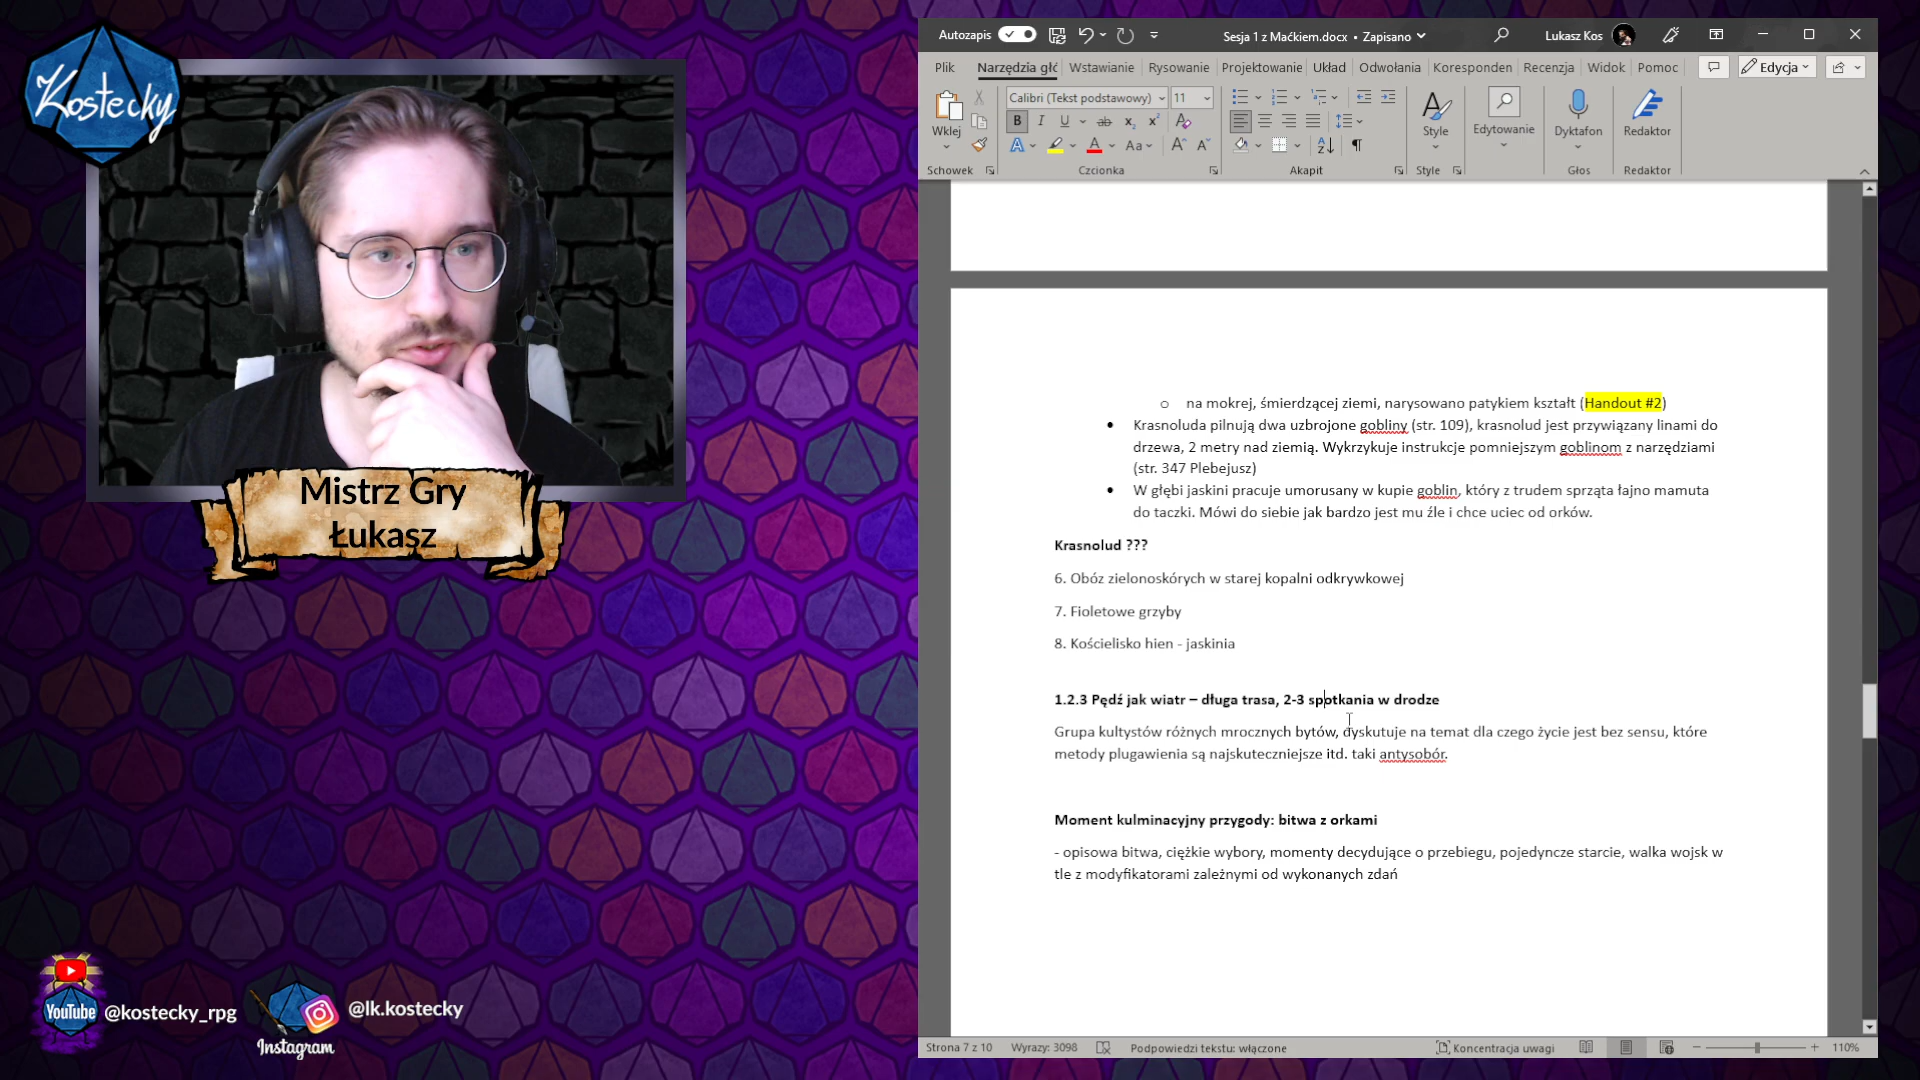 Kostecky
Mistrz Gry
Łukasz
YouTube
@kostecky_rpg
Instagram
@lk.kostecky
Autozapis
Sesja 1 z Maćkiem.docx • Zapisano
Lukasz Kos
Plik Narzędzia głó Wstawianie Rysowanie Projektowanie Układ Odwołania Koresponden Recenzja Widok Pomoc Edycja
Wklej
Calibri (Tekst podstawowy) 11
Style
Edytowanie
Dyktafon
Redaktor
Schowek Czcionka Akapit Style Głos Redaktor
o na mokrej, śmierdzącej ziemi, narysowano patykiem kształt (Handout #2)
• Krasnoluda pilnują dwa uzbrojone gobliny (str. 109), krasnolud jest przywiązany linami do
drzewa, 2 metry nad ziemią. Wykrzykuje instrukcje pomniejszym goblinom z narzędziami
(str. 347 Plebejusz)
• W głębi jaskini pracuje umorusany w kupie goblin, który z trudem sprząta łajno mamuta
do taczki. Mówi do siebie jak bardzo jest mu źle i chce uciec od orków.
Krasnolud ???
6. Obóz zielonoskórych w starej kopalni odkrywkowej
7. Fioletowe grzyby
8. Kościelisko hien - jaskinia
1.2.3 Pędź jak wiatr – długa trasa, 2-3 spotkania w drodze
Grupa kultystów różnych mrocznych bytów, dyskutuje na temat dla czego życie jest bez sensu, które
metody plugawienia są najskuteczniejsze itd. taki antysobór.
Moment kulminacyjny przygody: bitwa z orkami
- opisowa bitwa, ciężkie wybory, momenty decydujące o przebiegu, pojedyncze starcie, walka wojsk w
tle z modyfikatorami zależnymi od wykonanych zdań
Strona 7 z 10 Wyrazy: 3098 Podpowiedzi tekstu: włączone Koncentracja uwagi 110%